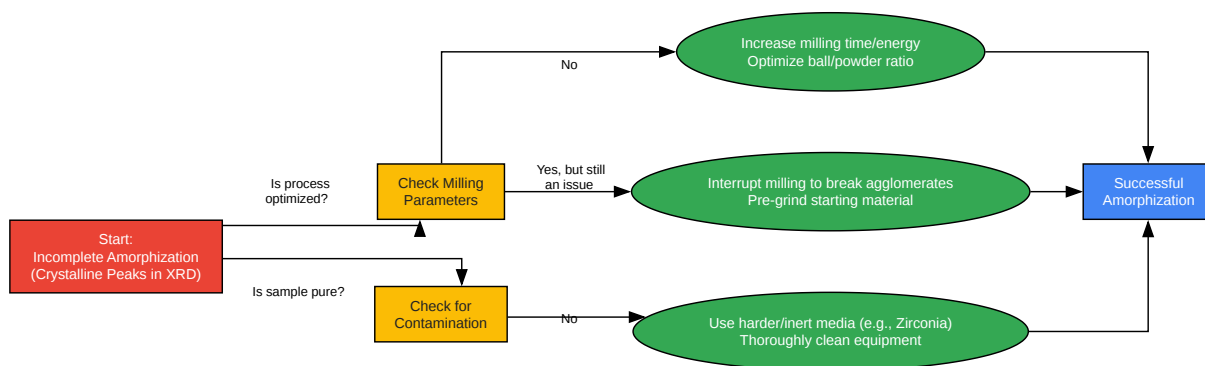 Increase milling time/energy
Optimize ball/powder ratio
No
Yes, but still
an issue
Is process
optimized?
Check Milling
Parameters
Interrupt milling to break agglomerates
Pre-grind starting material
Successful
Amorphization
Start:
Incomplete Amorphization
(Crystalline Peaks in XRD)
Is sample pure?
Check for
Contamination
No
Use harder/inert media (e.g., Zirconia)
Thoroughly clean equipment